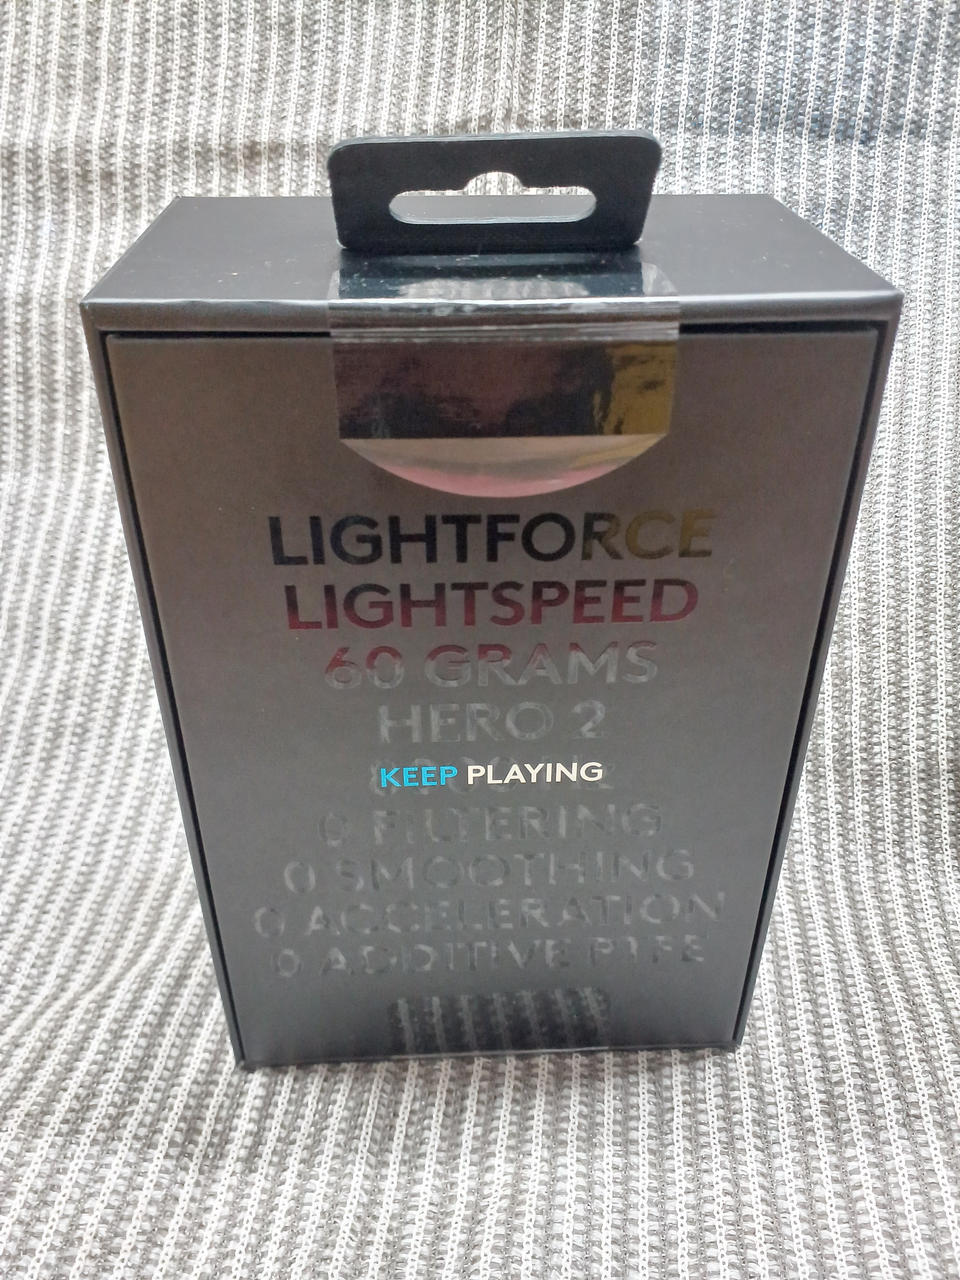 LIGHTFORCE
LIGHTSPEED
60 GRAMS
HERO 2
KEEP PLAYING
0 FILTERING
0 SMOOTHING
0 ACCELERATION
0 ADDITIVE PTFE